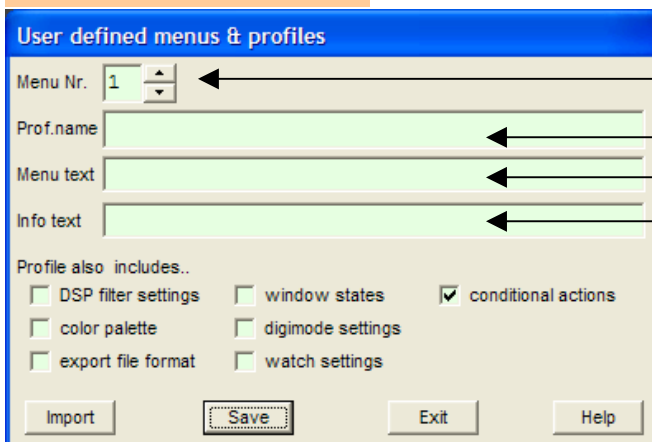 User defined menus & profiles
Menu Nr. 1
Prof.name
Menu text
Info text
Profile also includes..
DSP filter settings window states conditional actions
color palette digimode settings
export file format watch settings
Import Save Exit Help